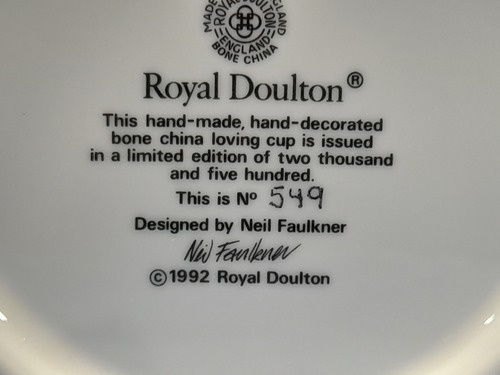 MADE IN ENGLAND
ROYAL DOULTON
ENGLAND
BONE CHINA
Royal Doulton®
This hand-made, hand-decorated
bone china loving cup is issued
in a limited edition of two thousand
and five hundred.
This is Nº 549
Designed by Neil Faulkner
Neil Faulkner
©1992 Royal Doulton